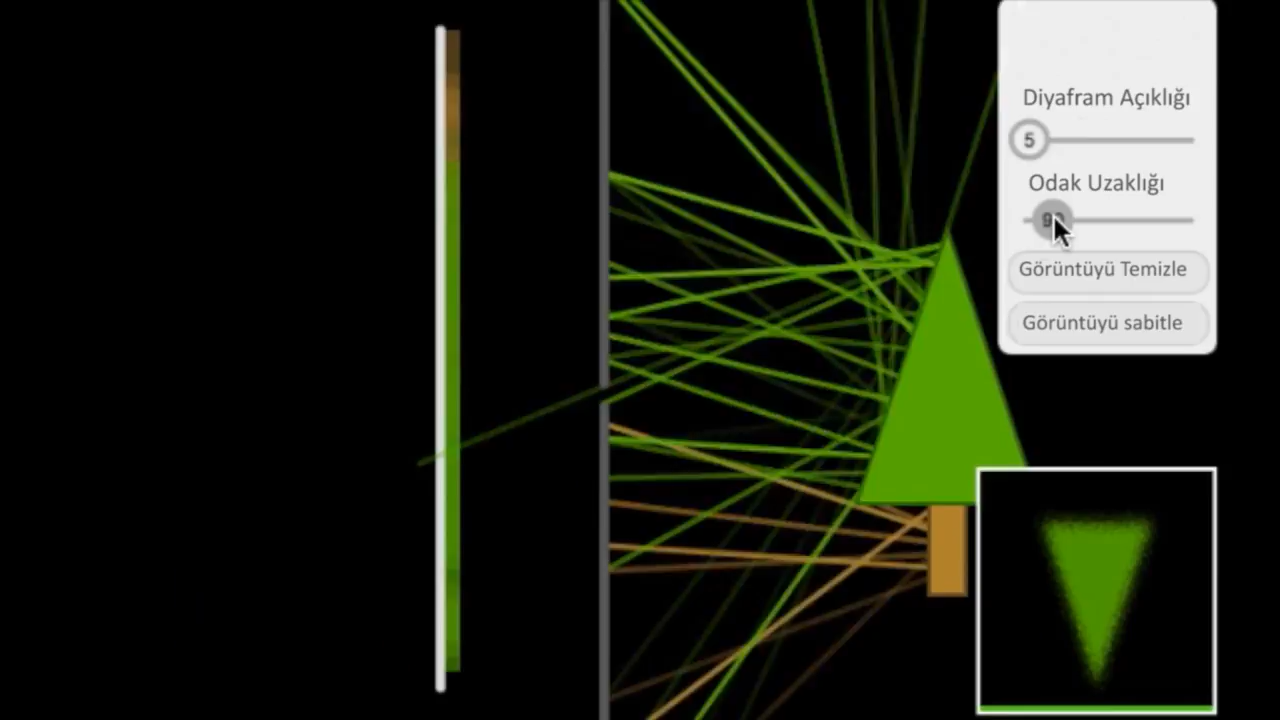 Diyafram Açıklığı
5
Odak Uzaklığı
Görüntüyü Temizle
Görüntüyü sabitle